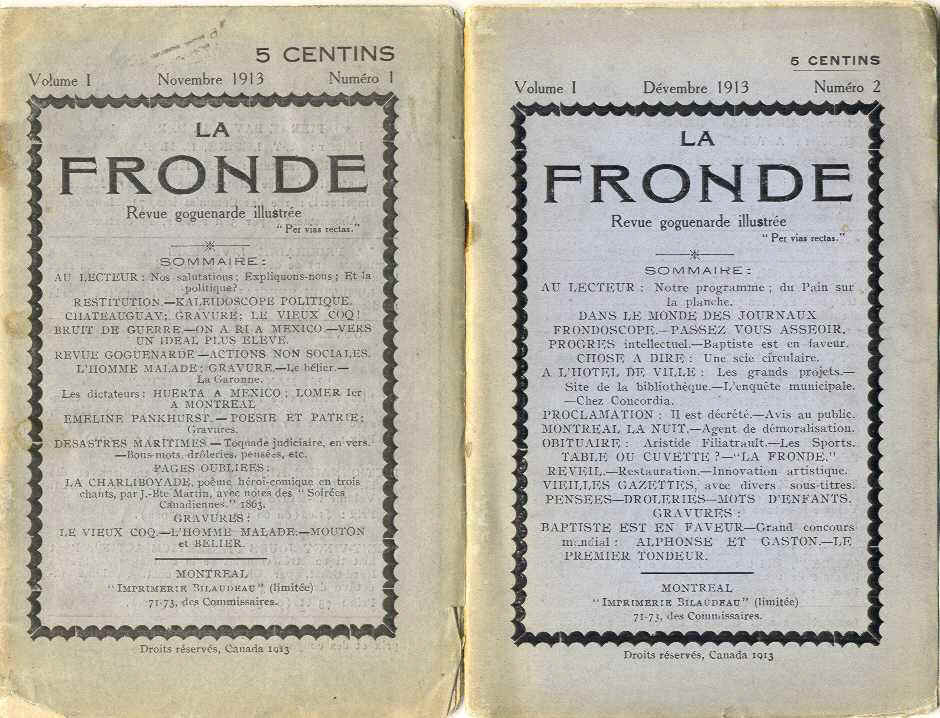 5 CENTINS
Volume I Novembre 1913 Numéro 1
LA
FRONDE
Revue goguenarde illustrée
" Per vias rectas."
SOMMAIRE :
AU LECTEUR : Nos salutations ; Expliquons-nous ; Et la
politique?
RESTITUTION.—KALEIDOSCOPE POLITIQUE.
CHATEAUGUAY; GRAVURE; LE VIEUX COQ !
BRUIT DE GUERRE—ON A RI A MEXICO—VERS
UN IDEAL PLUS ELEVE.
REVUE GOGUENARDE—ACTIONS NON SOCIALES.
L'HOMME MALADE; GRAVURE.—Le bélier.—
La Garonne.
Les dictateurs : HUERTA A MEXICO ; LOMER Ier
A MONTREAL
EMELINE PANKHURST.—POESIE ET PATRIE ;
Gravures.
DESASTRES MARITIMES — Toquade judiciaire, en vers.
—Bons-mots, drôleries, pensées, etc.
PAGES OUBLIEES :
LA CHARLIBOYADE, poême héroi-comique en trois
chants, par J.-Bte Martin, avec notes des " Soirées
Canadiennes." 1863.
GRAVURES :
LE VIEUX COQ.—L'HOMME MALADE.—MOUTON
et BELIER.
MONTREAL
"IMPRIMERIE BILAUDEAU" (limitée)
71-73, des Commissaires.
Droits réservés, Canada 1913
5 CENTINS
Volume I Dévembre 1913 Numéro 2
LA
FRONDE
Revue goguenarde illustrée
" Per vias rectas."
SOMMAIRE :
AU LECTEUR : Notre programme ; du Pain sur
la planche.
DANS LE MONDE DES JOURNAUX
FRONDOSCOPE.—PASSEZ VOUS ASSEOIR.
PROGRES intellectuel.—Baptiste est en faveur.
CHOSE A DIRE : Une scie circulaire.
A L'HOTEL DE VILLE : Les grands projets.—
Site de la bibliothèque.—L'enquête municipale.
—Chez Concordia.
PROCLAMATION : Il est décrété.—Avis au public.
MONTREAL LA NUIT.—Agent de démoralisation.
OBITUAIRE : Aristide Filiatrault.—Les Sports.
TABLE OU CUVETTE ?—"LA FRONDE."
REVEIL.—Restauration.—Innovation artistique.
VIEILLES GAZETTES, avec divers sous-titres.
PENSEES—DROLERIES—MOTS D'ENFANTS.
GRAVURES :
BAPTISTE EST EN FAVEUR—Grand concours
mondial : ALPHONSE ET GASTON.—LE
PREMIER TONDEUR.
MONTREAL
"IMPRIMERIE BILAUDEAU" (limitée)
71-73, des Commissaires.
Droits réservés, Canada 1913